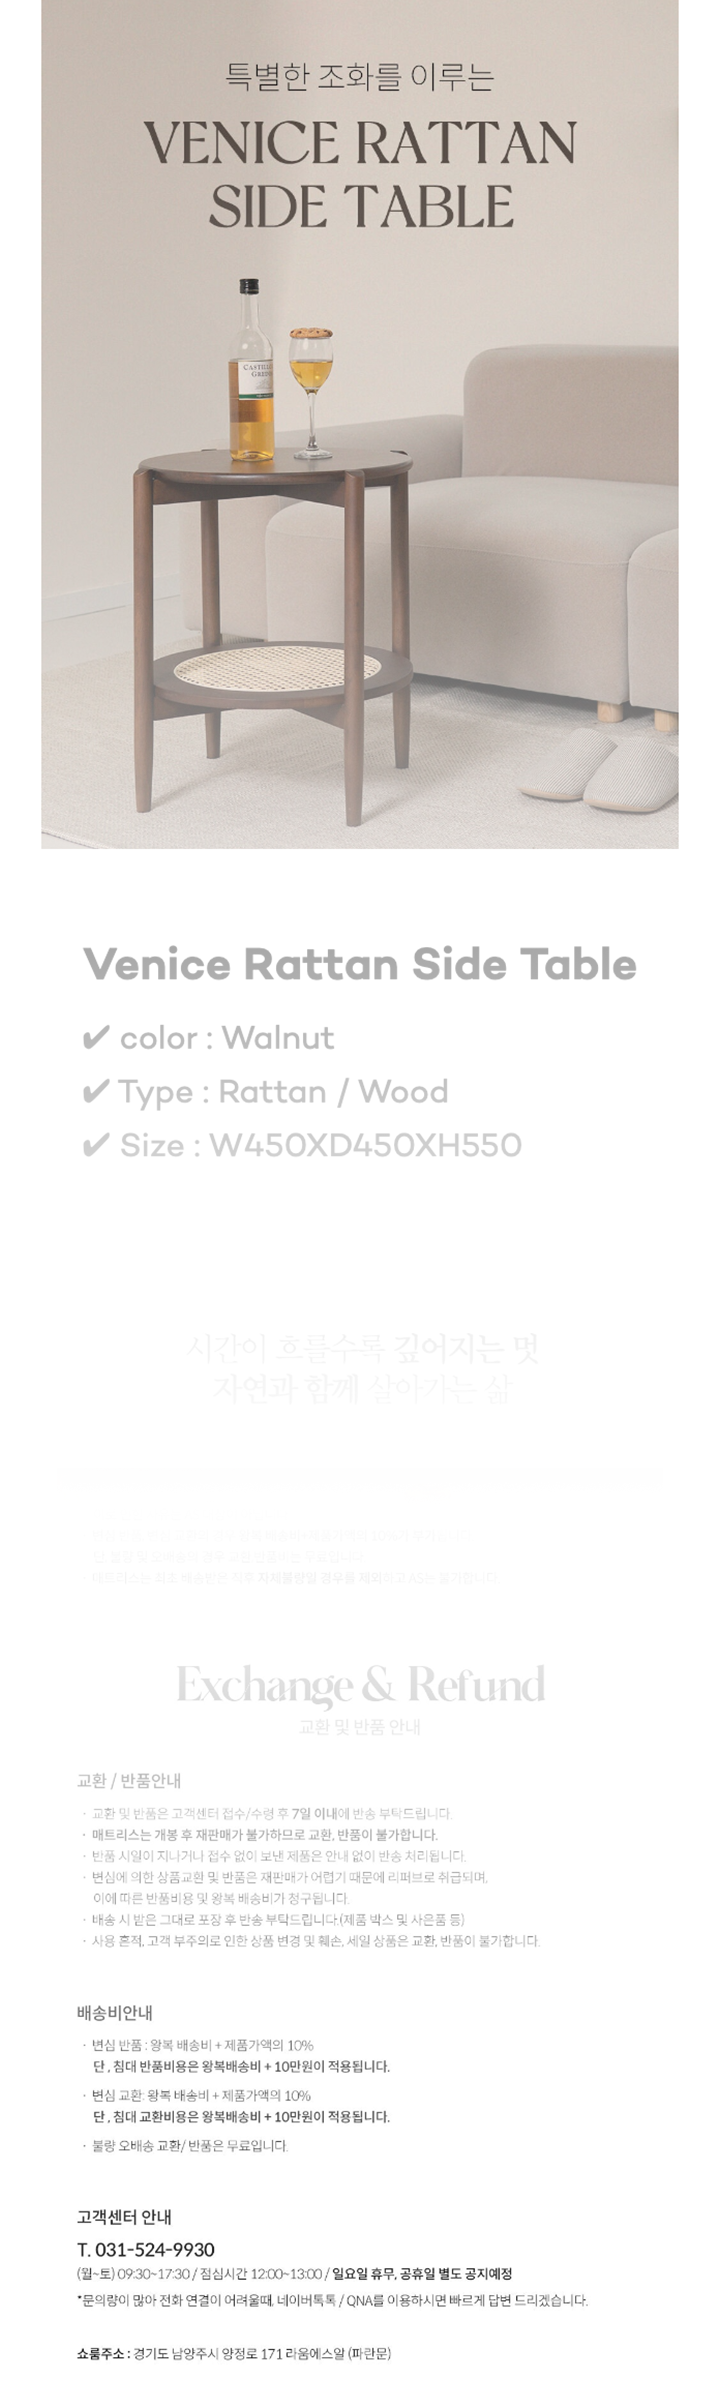 특별한 조화를 이루는
VENICE RATTAN
SIDE TABLE
CASTILLO
Venice Rattan Side Table
✔ color : Walnut
✔ Type : Rattan / Wood
✔ Size : W450XD450XH550
시간이 흐를수록 깊어지는 멋
자연과 함께 살아가는 삶
Exchange & Refund
교환 및 반품 안내
교환 / 반품안내
· 교환 및 반품은 고객센터 접수/수령 후 7일 이내에 반송 부탁드립니다.
· 매트리스는 개봉 후 재판매가 불가하므로 교환, 반품이 불가합니다.
· 반품 시일이 지나거나 접수 없이 보낸 제품은 안내 없이 반송 처리됩니다.
· 변심에 의한 상품교환 및 반품은 재판매가 어렵기 때문에 리퍼브로 취급되며,
이에 따른 반품비용 및 왕복 배송비가 청구됩니다.
· 배송 시 받은 그대로 포장 후 반송 부탁드립니다.(제품 박스 및 사은품 등)
· 사용 흔적, 고객 부주의로 인한 상품 변경 및 훼손, 세일 상품은 교환, 반품이 불가합니다.
배송비안내
· 변심 반품 : 왕복 배송비 + 제품가액의 10%
단 , 침대 반품비용은 왕복배송비 + 10만원이 적용됩니다.
· 변심 교환: 왕복 배송비 + 제품가액의 10%
단 , 침대 교환비용은 왕복배송비 + 10만원이 적용됩니다.
· 불량 오배송 교환/ 반품은 무료입니다.
고객센터 안내
T. 031-524-9930
(월~토) 09:30~17:30 / 점심시간 12:00~13:00 / 일요일 휴무, 공휴일 별도 공지예정
*문의량이 많아 전화 연결이 어려울때, 네이버톡톡 / QNA를 이용하시면 빠르게 답변 드리겠습니다.
쇼룸주소 : 경기도 남양주시 양정로 171 라움에스알 (파란문)